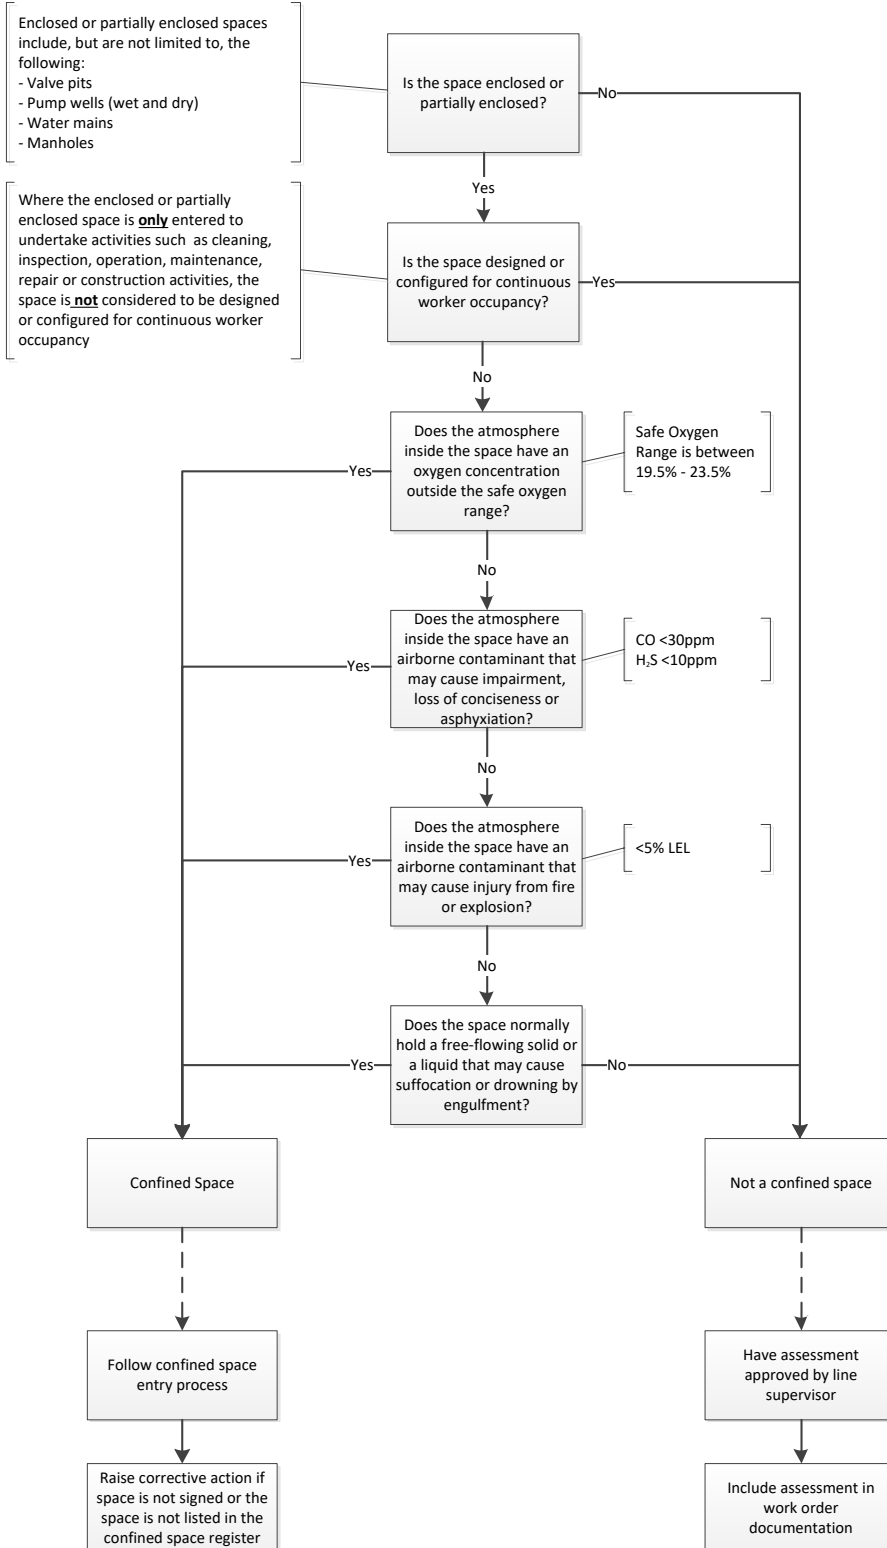 Enclosed or partially enclosed spaces
include, but are not limited to, the
following:
- Valve pits
- Pump wells (wet and dry)
- Water mains
- Manholes
Is the space enclosed or
partially enclosed?
No
Yes
Where the enclosed or partially
enclosed space is only entered to
undertake activities such as cleaning,
inspection, operation, maintenance,
repair or construction activities, the
space is not considered to be designed
or configured for continuous worker
occupancy
Is the space designed or
configured for continuous
worker occupancy?
Yes
No
Does the atmosphere
inside the space have an
oxygen concentration
outside the safe oxygen
range?
Safe Oxygen
Range is between
19.5% - 23.5%
Yes
No
Does the atmosphere
inside the space have an
airborne contaminant that
may cause impairment,
loss of conciseness or
asphyxiation?
CO <30ppm
H₂S <10ppm
Yes
No
Does the atmosphere
inside the space have an
airborne contaminant that
may cause injury from fire
or explosion?
<5% LEL
Yes
No
Does the space normally
hold a free-flowing solid or
a liquid that may cause
suffocation or drowning by
engulfment?
Yes
No
Confined Space
Not a confined space
Follow confined space
entry process
Have assessment
approved by line
supervisor
Raise corrective action if
space is not signed or the
space is not listed in the
confined space register
Include assessment in
work order
documentation